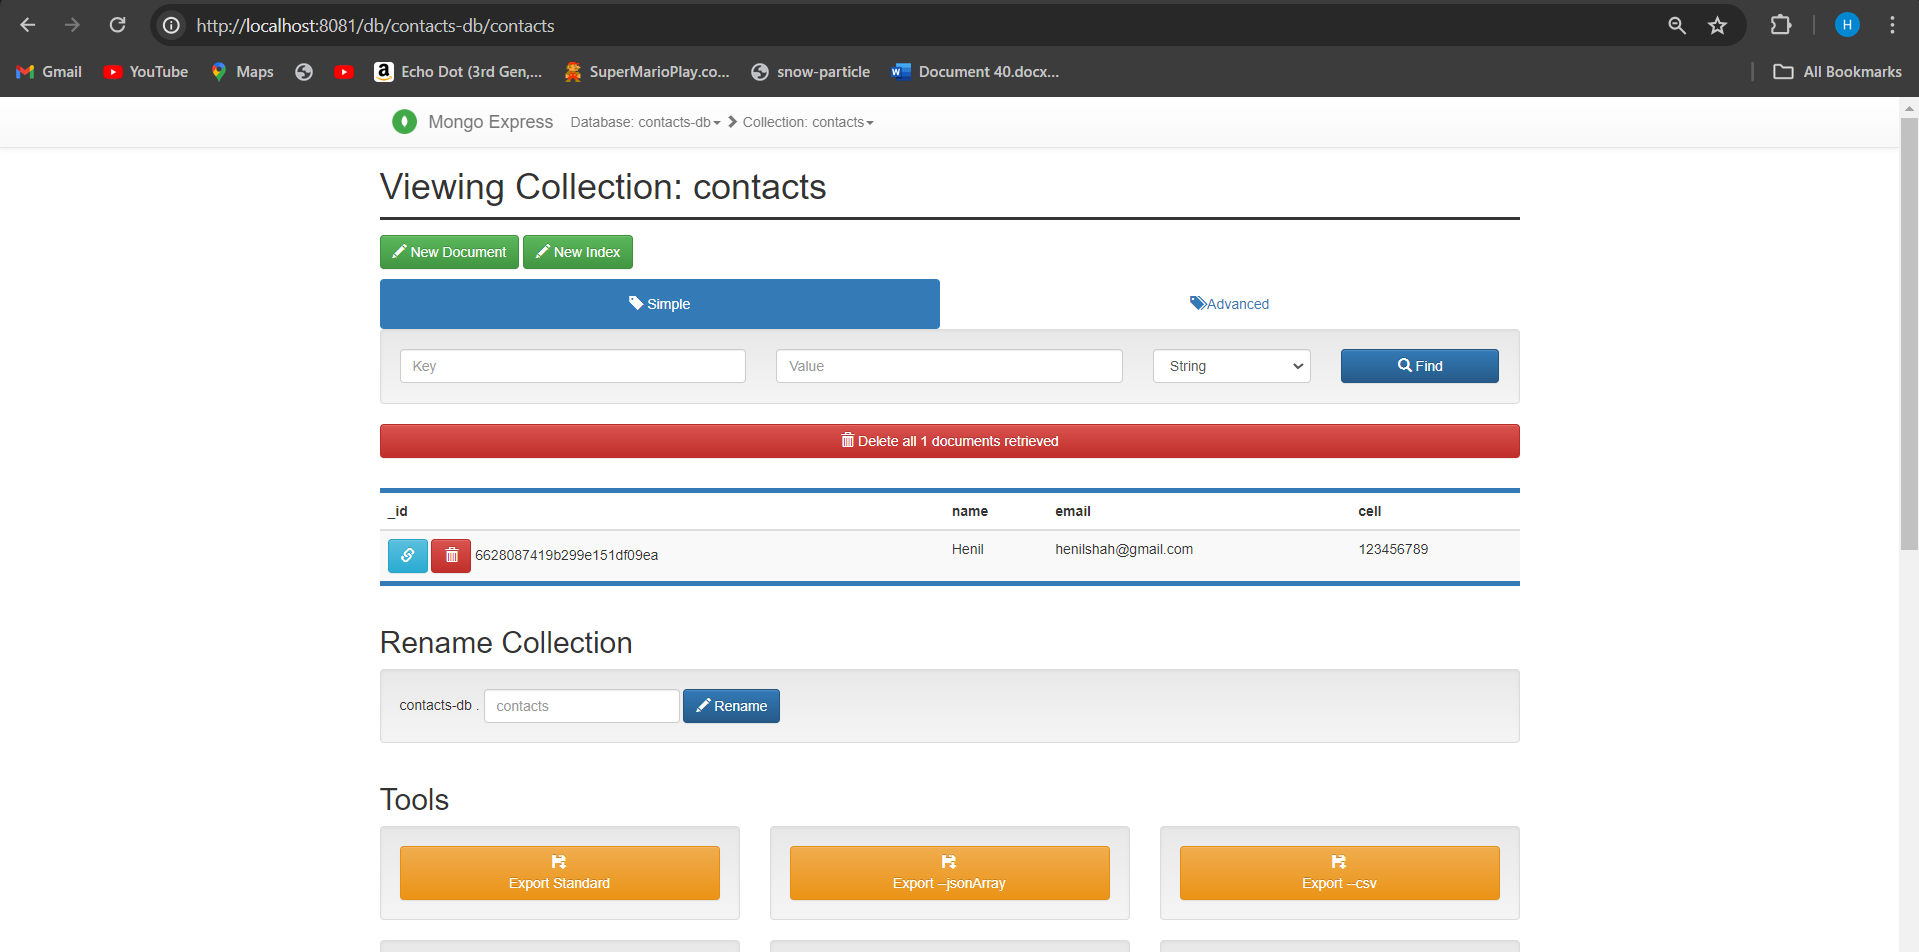 http://localhost:8081/db/contacts-db/contacts
H
Gmail
YouTube
Maps
Echo Dot (3rd Gen,...
SuperMarioPlay.co...
snow-particle
Document 40.docx...
All Bookmarks
Mongo Express
Database: contacts-db
Collection: contacts
Viewing Collection: contacts
New Document
New Index
Simple
Advanced
Key
Value
String
Find
Delete all 1 documents retrieved
_id name email cell
6628087419b299e151df09ea Henil henilshah@gmail.com 123456789
Rename Collection
contacts-db . contacts Rename
Tools
Export Standard
Export --jsonArray
Export --csv